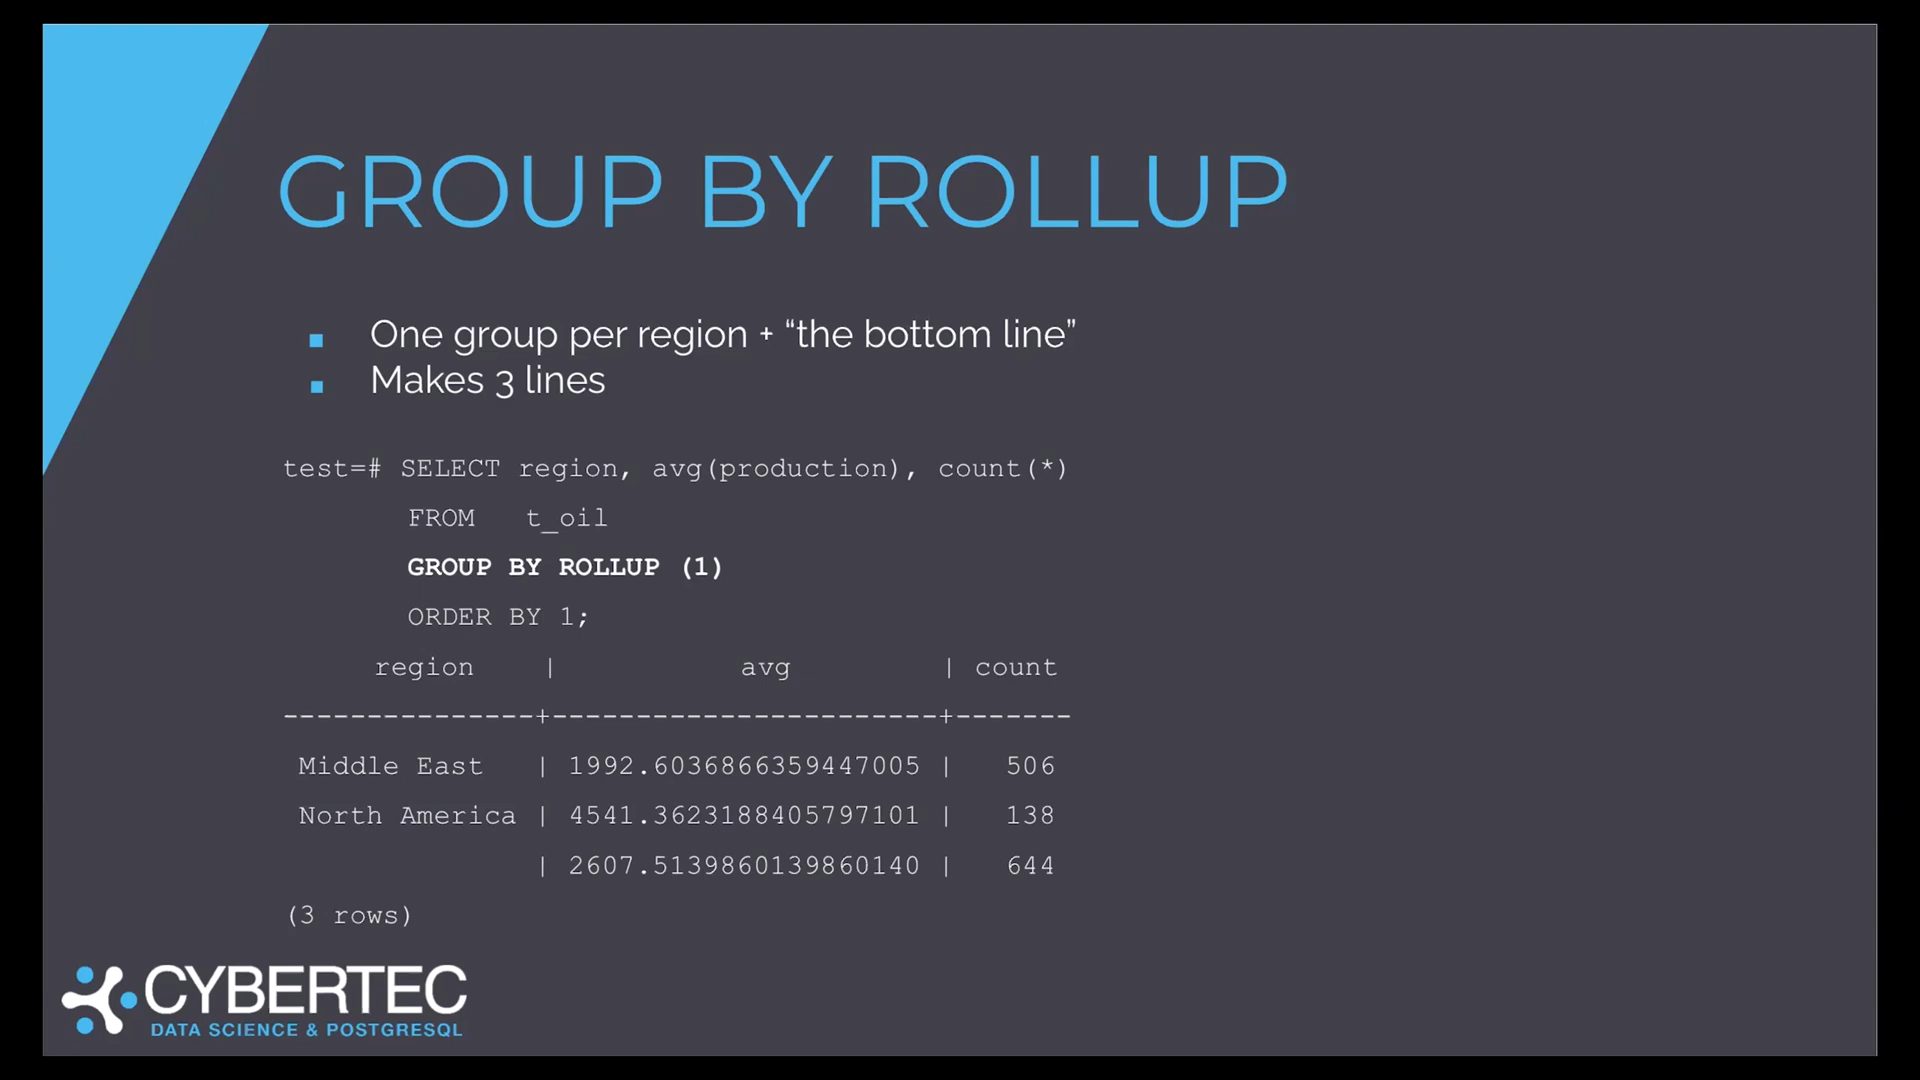 GROUP BY ROLLUP
One group per region + “the bottom line”
Makes 3 lines
test=# SELECT region, avg(production), count(*)
FROM t_oil
GROUP BY ROLLUP (1)
ORDER BY 1;
region | avg | count
---------------+-----------------------+-------
Middle East | 1992.6036866359447005 | 506
North America | 4541.3623188405797101 | 138
| 2607.5139860139860140 | 644
(3 rows)
CYBERTEC
DATA SCIENCE & POSTGRESQL